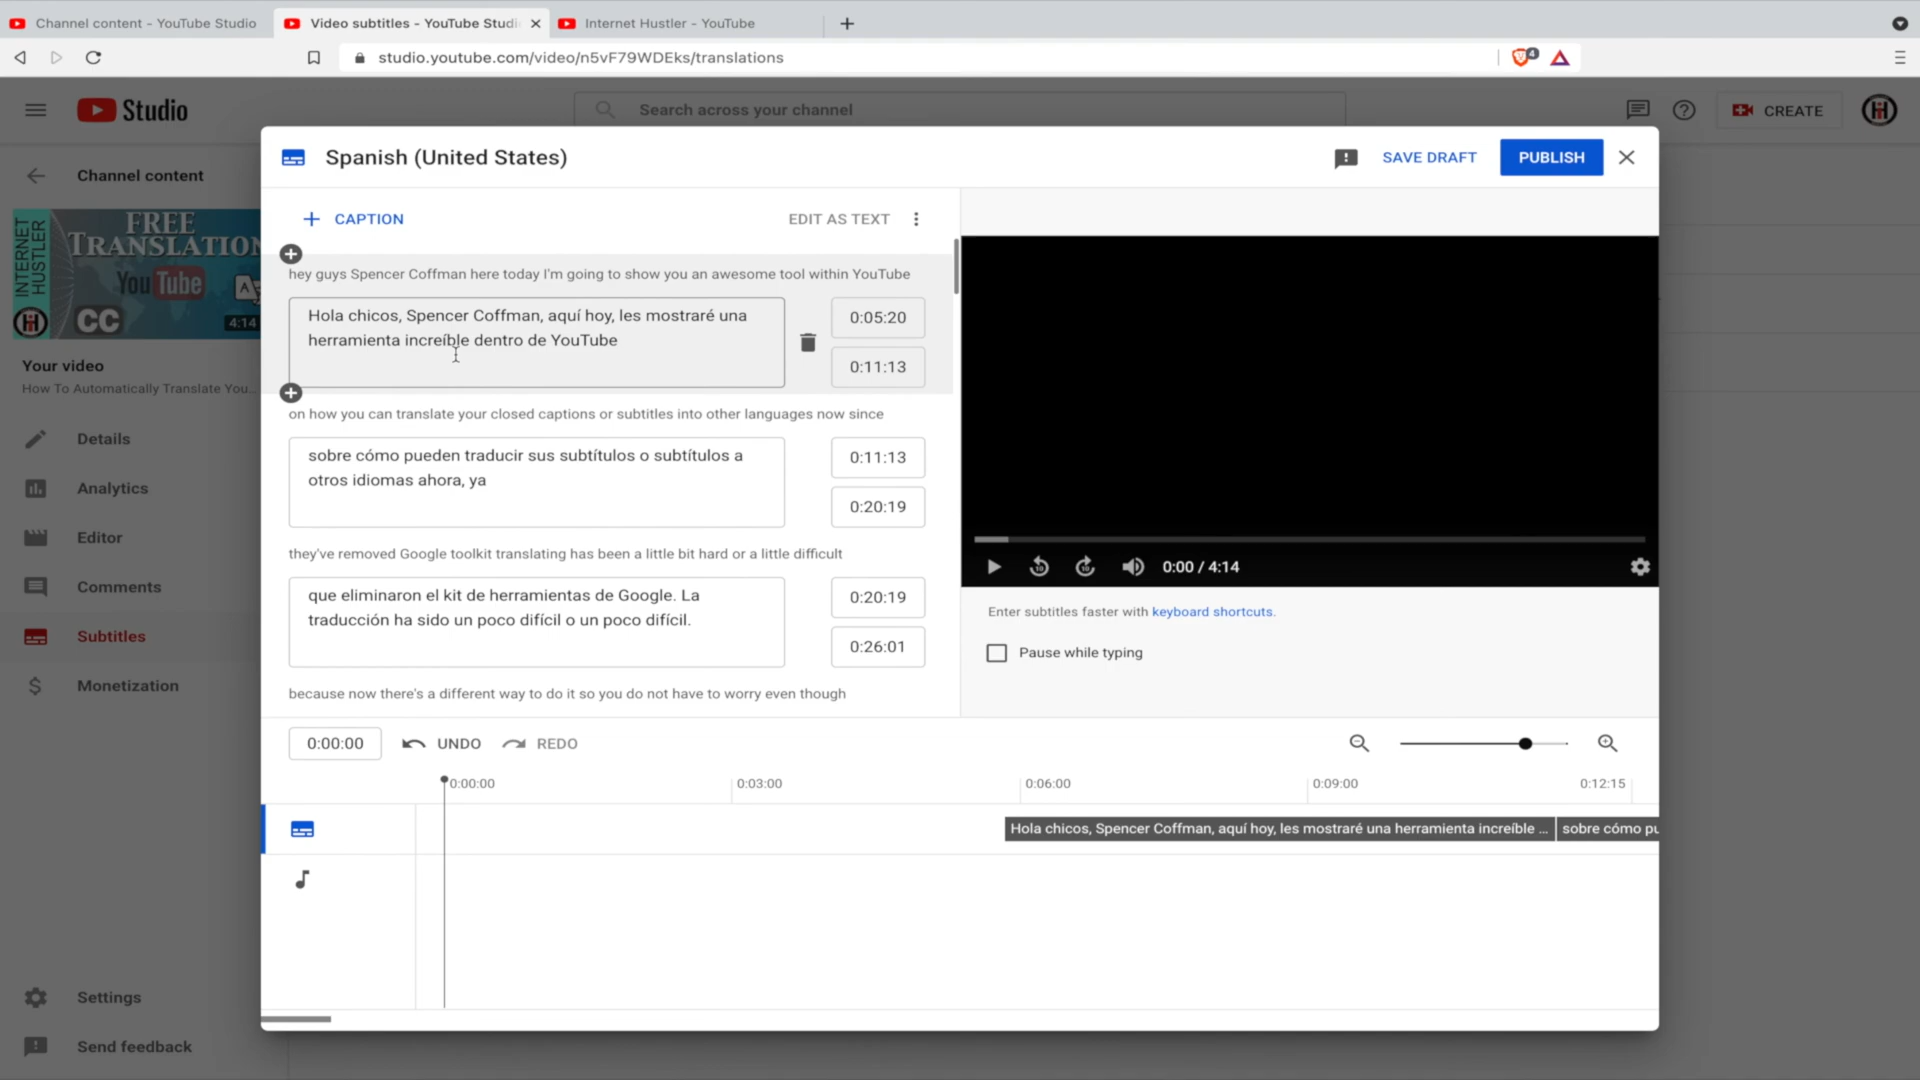 Channel content - YouTube Studio
Video subtitles - YouTube Studi
Internet Hustler - YouTube
studio.youtube.com/video/n5vF79WDEks/translations
4
Studio
Search across your channel
CREATE
Channel content
INTERNET HUSTLER
FREE
TRANSLATION
YouTube
A
CC
4:14
Your video
How To Automatically Translate You...
Details
Analytics
Editor
Comments
Subtitles
Monetization
Settings
Send feedback
Spanish (United States)
SAVE DRAFT
PUBLISH
CAPTION
EDIT AS TEXT
hey guys Spencer Coffman here today I'm going to show you an awesome tool within YouTube
Hola chicos, Spencer Coffman, aquí hoy, les mostraré una
herramienta increíble dentro de YouTube
0:05:20
0:11:13
on how you can translate your closed captions or subtitles into other languages now since
sobre cómo pueden traducir sus subtítulos o subtítulos a
otros idiomas ahora, ya
0:11:13
0:20:19
they've removed Google toolkit translating has been a little bit hard or a little difficult
que eliminaron el kit de herramientas de Google. La
traducción ha sido un poco difícil o un poco difícil.
0:20:19
0:26:01
because now there's a different way to do it so you do not have to worry even though
10
10
0:00 / 4:14
Enter subtitles faster with keyboard shortcuts.
Pause while typing
0:00:00
UNDO
REDO
0:00:00
0:03:00
0:06:00
0:09:00
0:12:15
Hola chicos, Spencer Coffman, aquí hoy, les mostraré una herramienta increíble ...
sobre cómo pu